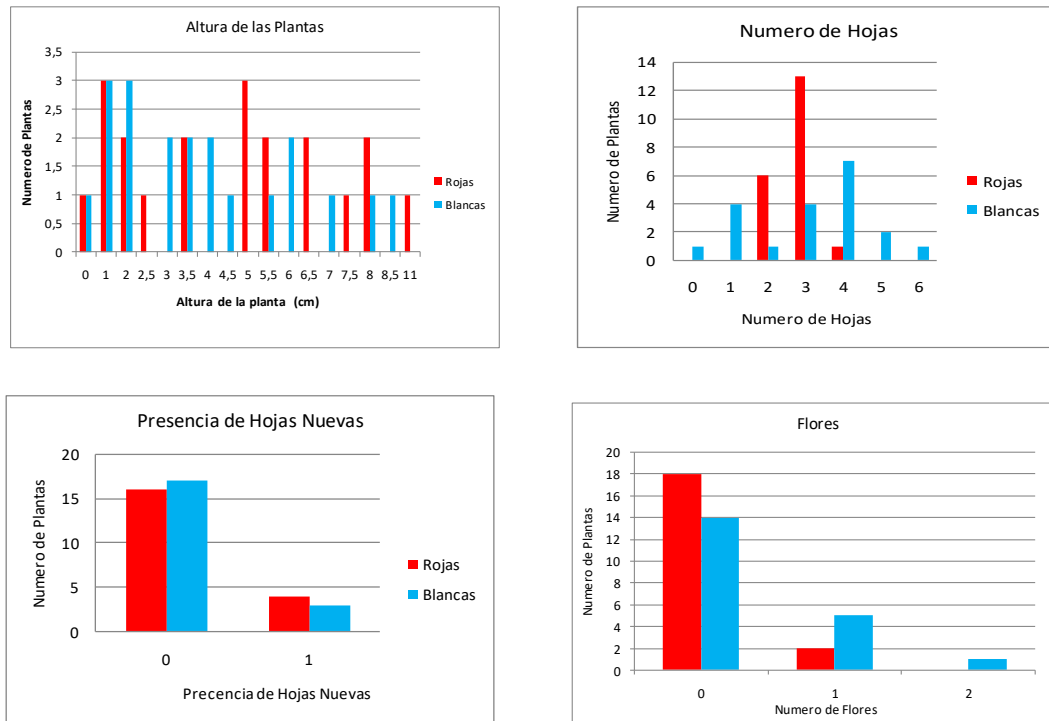 Altura de las Plantas
3,5
3
2,5
2
1,5
1
0,5
0
Numero de Plantas
0 1 2 2,5 3 3,5 4 4,5 5 5,5 6 6,5 7 7,5 8 8,5 11
Altura de la planta (cm)
Rojas
Blancas
Numero de Hojas
14
12
10
8
6
4
2
0
Numero de Plantas
0 1 2 3 4 5 6
Numero de Hojas
Rojas
Blancas
Presencia de Hojas Nuevas
20
15
10
5
0
Numero de Plantas
0 1
Precencia de Hojas Nuevas
Rojas
Blancas
Flores
20
18
16
14
12
10
8
6
4
2
0
Numero de Plantas
0 1 2
Numero de Flores
Rojas
Blancas